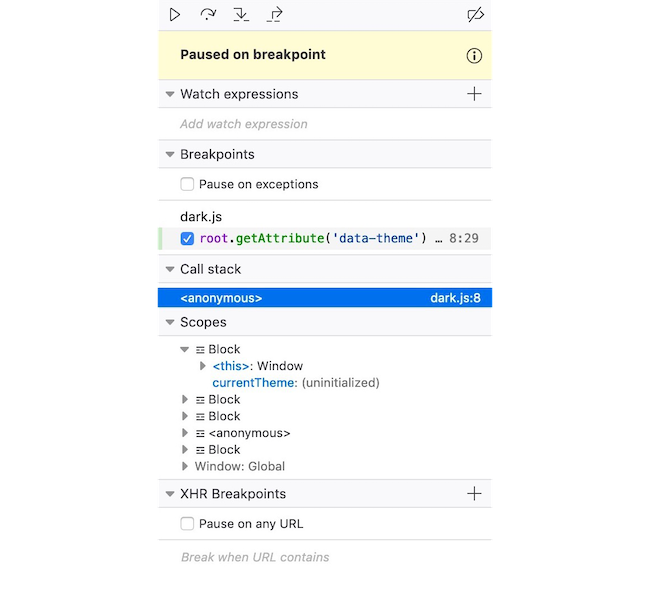 Paused on breakpoint
Watch expressions
Add watch expression
Breakpoints
Pause on exceptions
dark.js
root.getAttribute('data-theme') … 8:29
Call stack
<anonymous> dark.js:8
Scopes
Block
<this>: Window
currentTheme: (uninitialized)
Block
Block
<anonymous>
Block
Window: Global
XHR Breakpoints
Pause on any URL
Break when URL contains